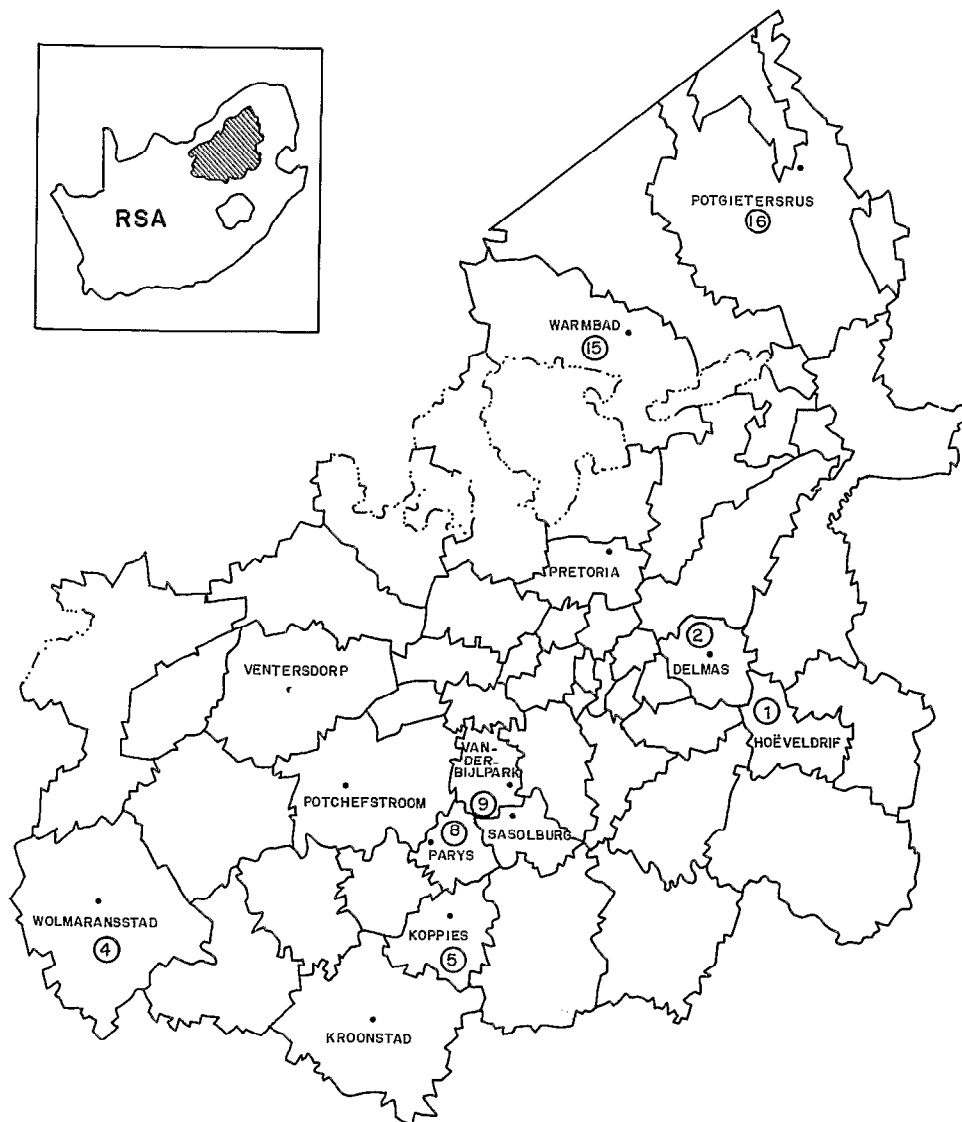 RSA
POTGIETERSRUS
16
WARMBAD
15
PRETORIA
2
DELMAS
VENTERSDORP
1
HOËVELDRIF
VAN-
DER-
BIJLPARK
POTCHEFSTROOM
9
8
SASOLBURG
PARYS
WOLMARANSSTAD
4
KOPPIES
5
KROONSTAD